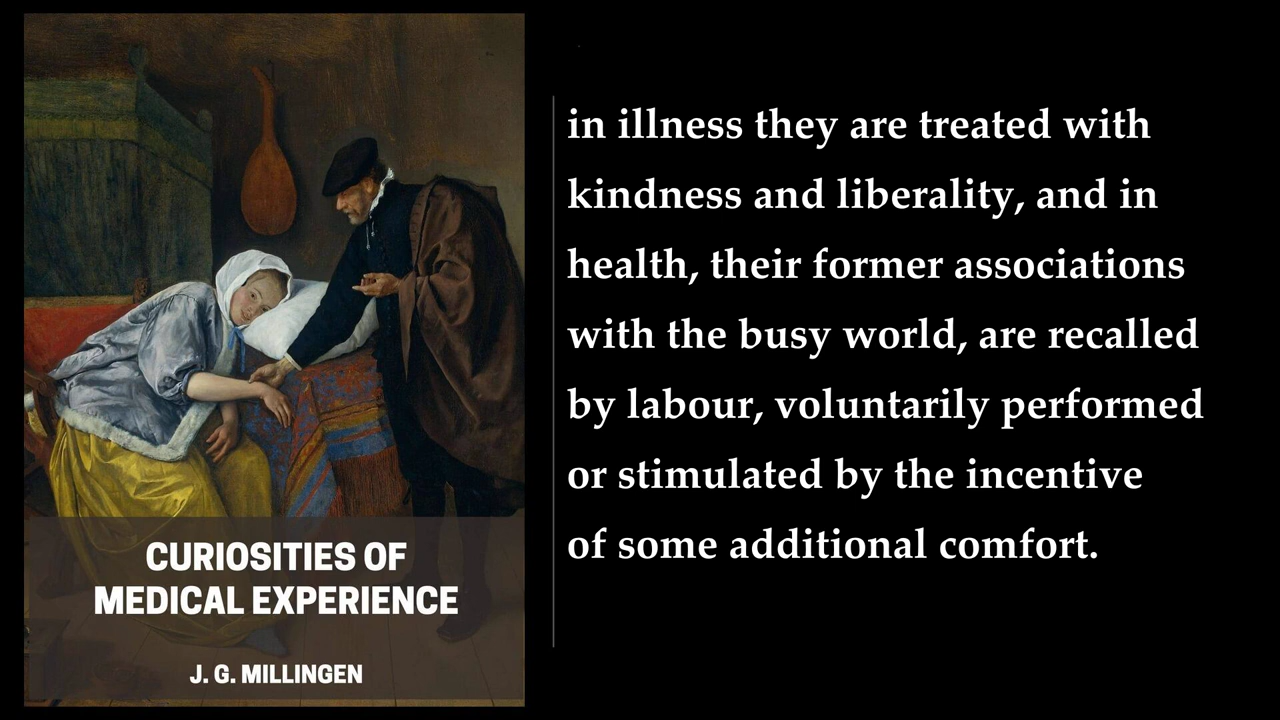 CURIOSITIES OF
MEDICAL EXPERIENCE
J. G. MILLINGEN
in illness they are treated with
kindness and liberality, and in
health, their former associations
with the busy world, are recalled
by labour, voluntarily performed
or stimulated by the incentive
of some additional comfort.